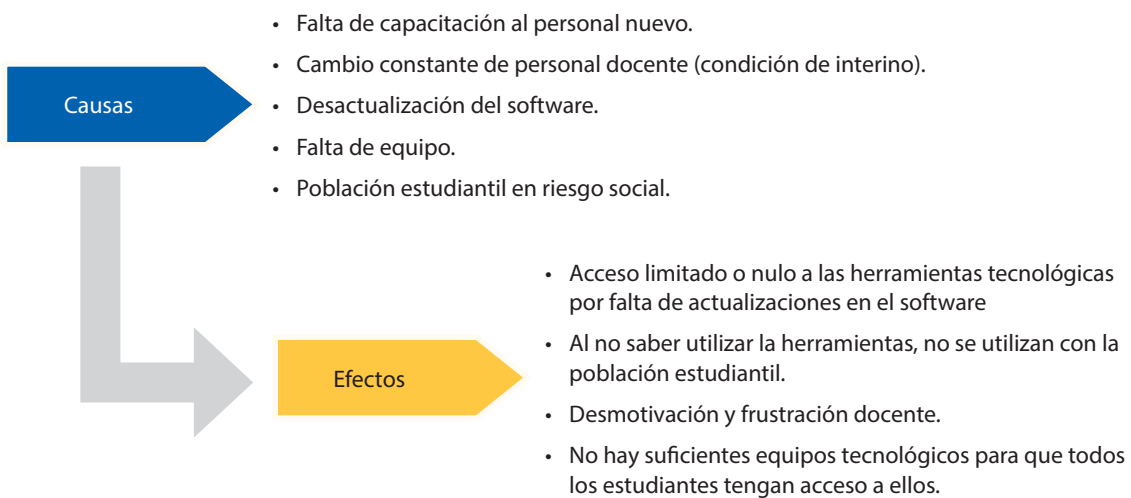 Causas
• Falta de capacitación al personal nuevo.
• Cambio constante de personal docente (condición de interino).
• Desactualización del software.
• Falta de equipo.
• Población estudiantil en riesgo social.
Efectos
• Acceso limitado o nulo a las herramientas tecnológicas
por falta de actualizaciones en el software
• Al no saber utilizar la herramientas, no se utilizan con la
población estudiantil.
• Desmotivación y frustración docente.
• No hay suficientes equipos tecnológicos para que todos
los estudiantes tengan acceso a ellos.